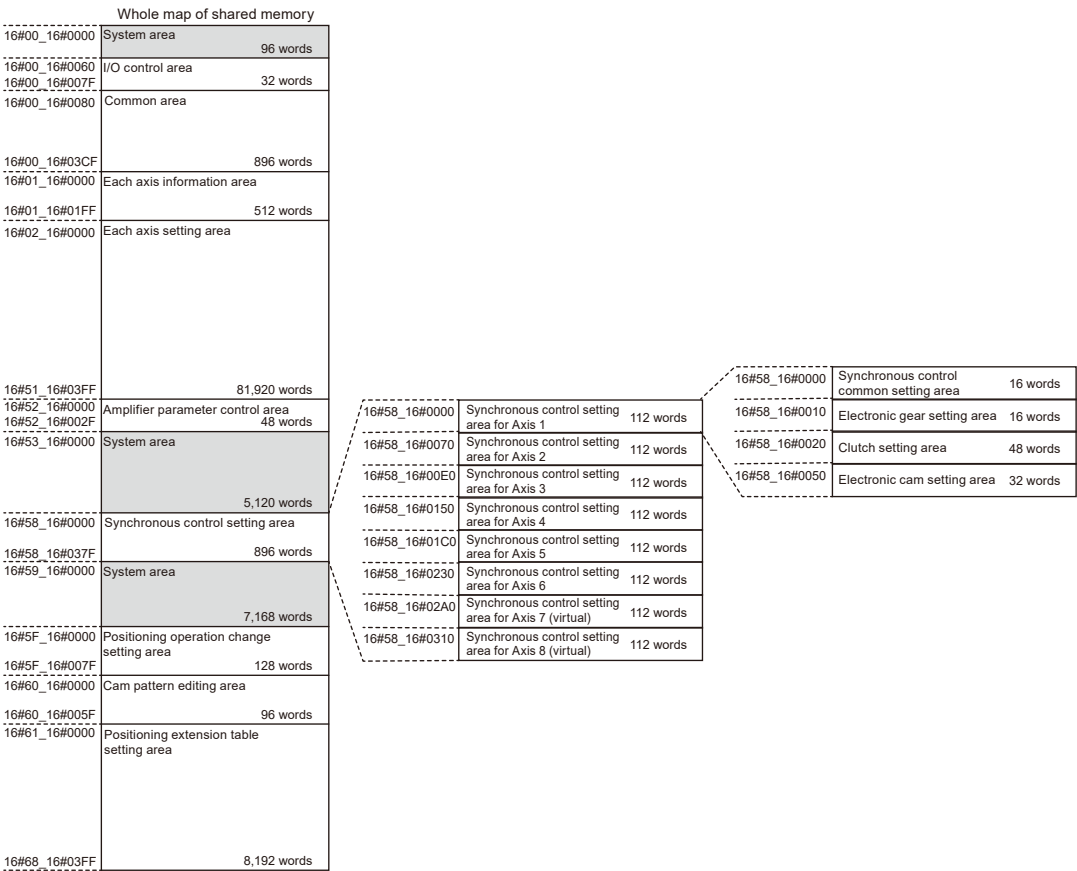 Whole map of shared memory
16#00_16#0000 System area
96 words
16#00_16#0060 I/O control area
16#00_16#007F 32 words
16#00_16#0080 Common area
16#00_16#03CF 896 words
16#01_16#0000 Each axis information area
16#01_16#01FF 512 words
16#02_16#0000 Each axis setting area
16#51_16#03FF 81,920 words
16#52_16#0000 Amplifier parameter control area
16#52_16#002F 48 words
16#53_16#0000 System area
5,120 words
16#58_16#0000 Synchronous control setting area
16#58_16#037F 896 words
16#59_16#0000 System area
7,168 words
16#5F_16#0000 Positioning operation change
setting area
16#5F_16#007F 128 words
16#60_16#0000 Cam pattern editing area
16#60_16#005F 96 words
16#61_16#0000 Positioning extension table
setting area
16#68_16#03FF 8,192 words
16#58_16#0000 Synchronous control setting
area for Axis 1 112 words
16#58_16#0070 Synchronous control setting
area for Axis 2 112 words
16#58_16#00E0 Synchronous control setting
area for Axis 3 112 words
16#58_16#0150 Synchronous control setting
area for Axis 4 112 words
16#58_16#01C0 Synchronous control setting
area for Axis 5 112 words
16#58_16#0230 Synchronous control setting
area for Axis 6 112 words
16#58_16#02A0 Synchronous control setting
area for Axis 7 (virtual) 112 words
16#58_16#0310 Synchronous control setting
area for Axis 8 (virtual) 112 words
16#58_16#0000 Synchronous control
common setting area 16 words
16#58_16#0010 Electronic gear setting area 16 words
16#58_16#0020 Clutch setting area 48 words
16#58_16#0050 Electronic cam setting area 32 words